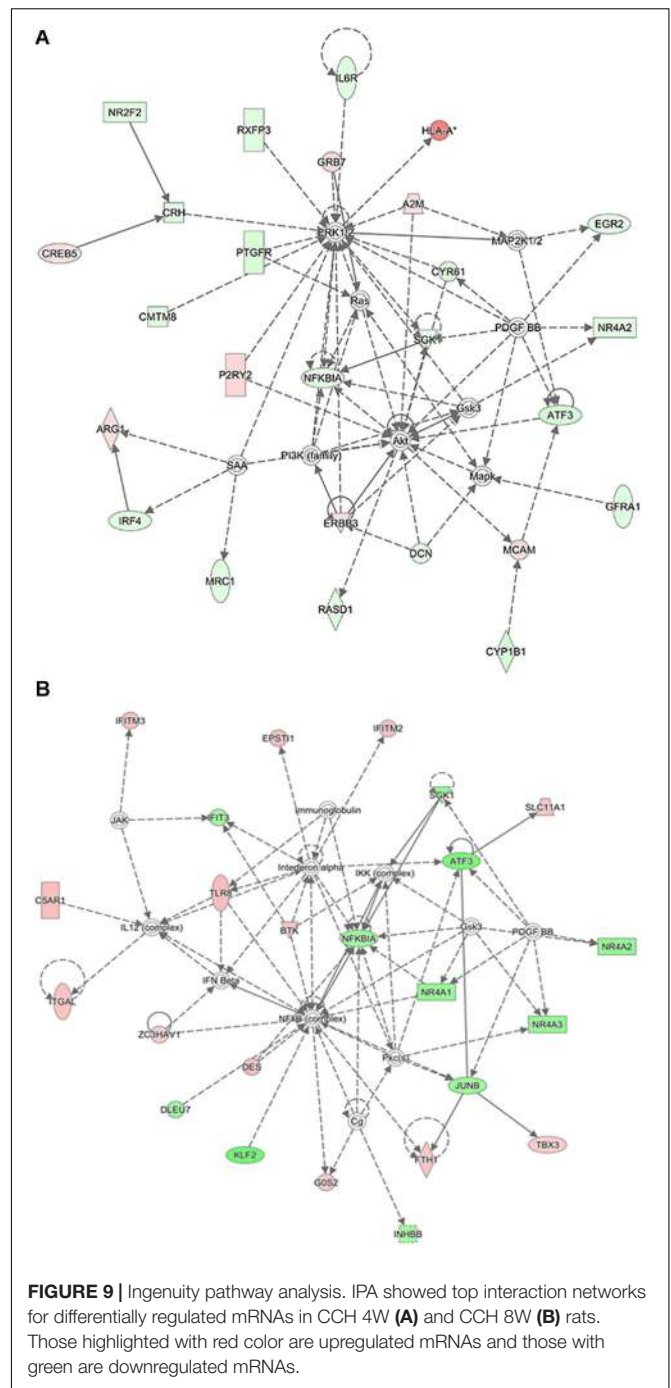 A
IL6R
NR2F2
RXFP3
HLA-A*
GRB7
CRH
A2M
EGR2
ERK1/2
MAP2K1/2
CREB5
PTGFR
CYR61
CMTM8
Ras
PDGF BB
SGK1
NR4A2
P2RY2
NFKBIA
Gsk3
ATF3
ARG1
Akt
PI3K (family)
SAA
Mapk
IRF4
ERBB3
GFRA1
DCN
MCAM
MRC1
RASD1
CYP1B1
B
IFITM3
EPSTI1
IFITM2
SGK1
SLC11A1
JAK
IFIT3
immunoglobulin
Interferon alpha
ATF3
IKK (complex)
C5AR1
TLR8
IL12 (complex)
BTK
NFKBIA
Gsk3
PDGF BB
NR4A2
ITGAL
IFN Beta
NR4A1
ZC3HAV1
NFkB (complex)
NR4A3
DES
Pkc(s)
JUNB
DLEU7
Cg
KLF2
FTH1
TBX3
G0S2
INHBB
FIGURE 9 | Ingenuity pathway analysis. IPA showed top interaction networks
for differentially regulated mRNAs in CCH 4W (A) and CCH 8W (B) rats.
Those highlighted with red color are upregulated mRNAs and those with
green are downregulated mRNAs.